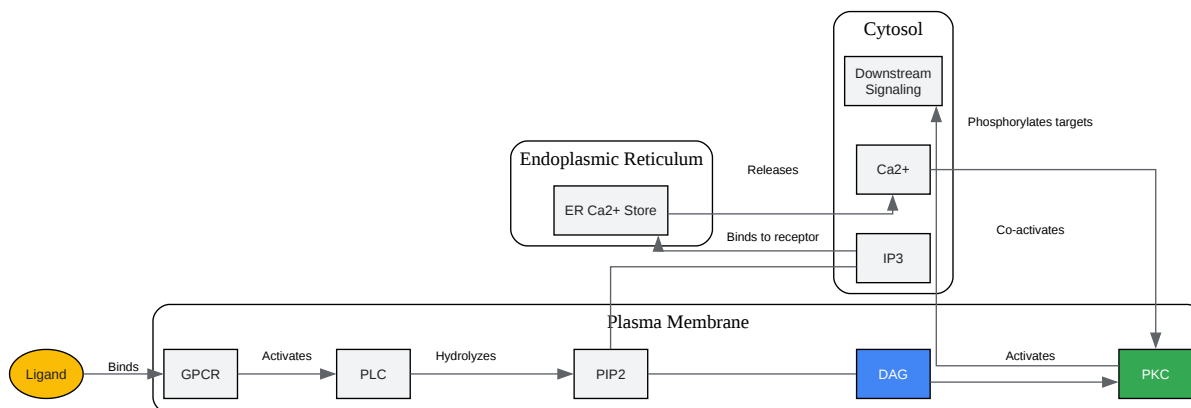 Cytosol
Downstream
Signaling
Phosphorylates targets
Endoplasmic Reticulum
Releases
Ca2+
ER Ca2+ Store
Binds to receptor
Co-activates
IP3
Plasma Membrane
Ligand
Binds
GPCR
Activates
PLC
Hydrolyzes
PIP2
DAG
Activates
PKC